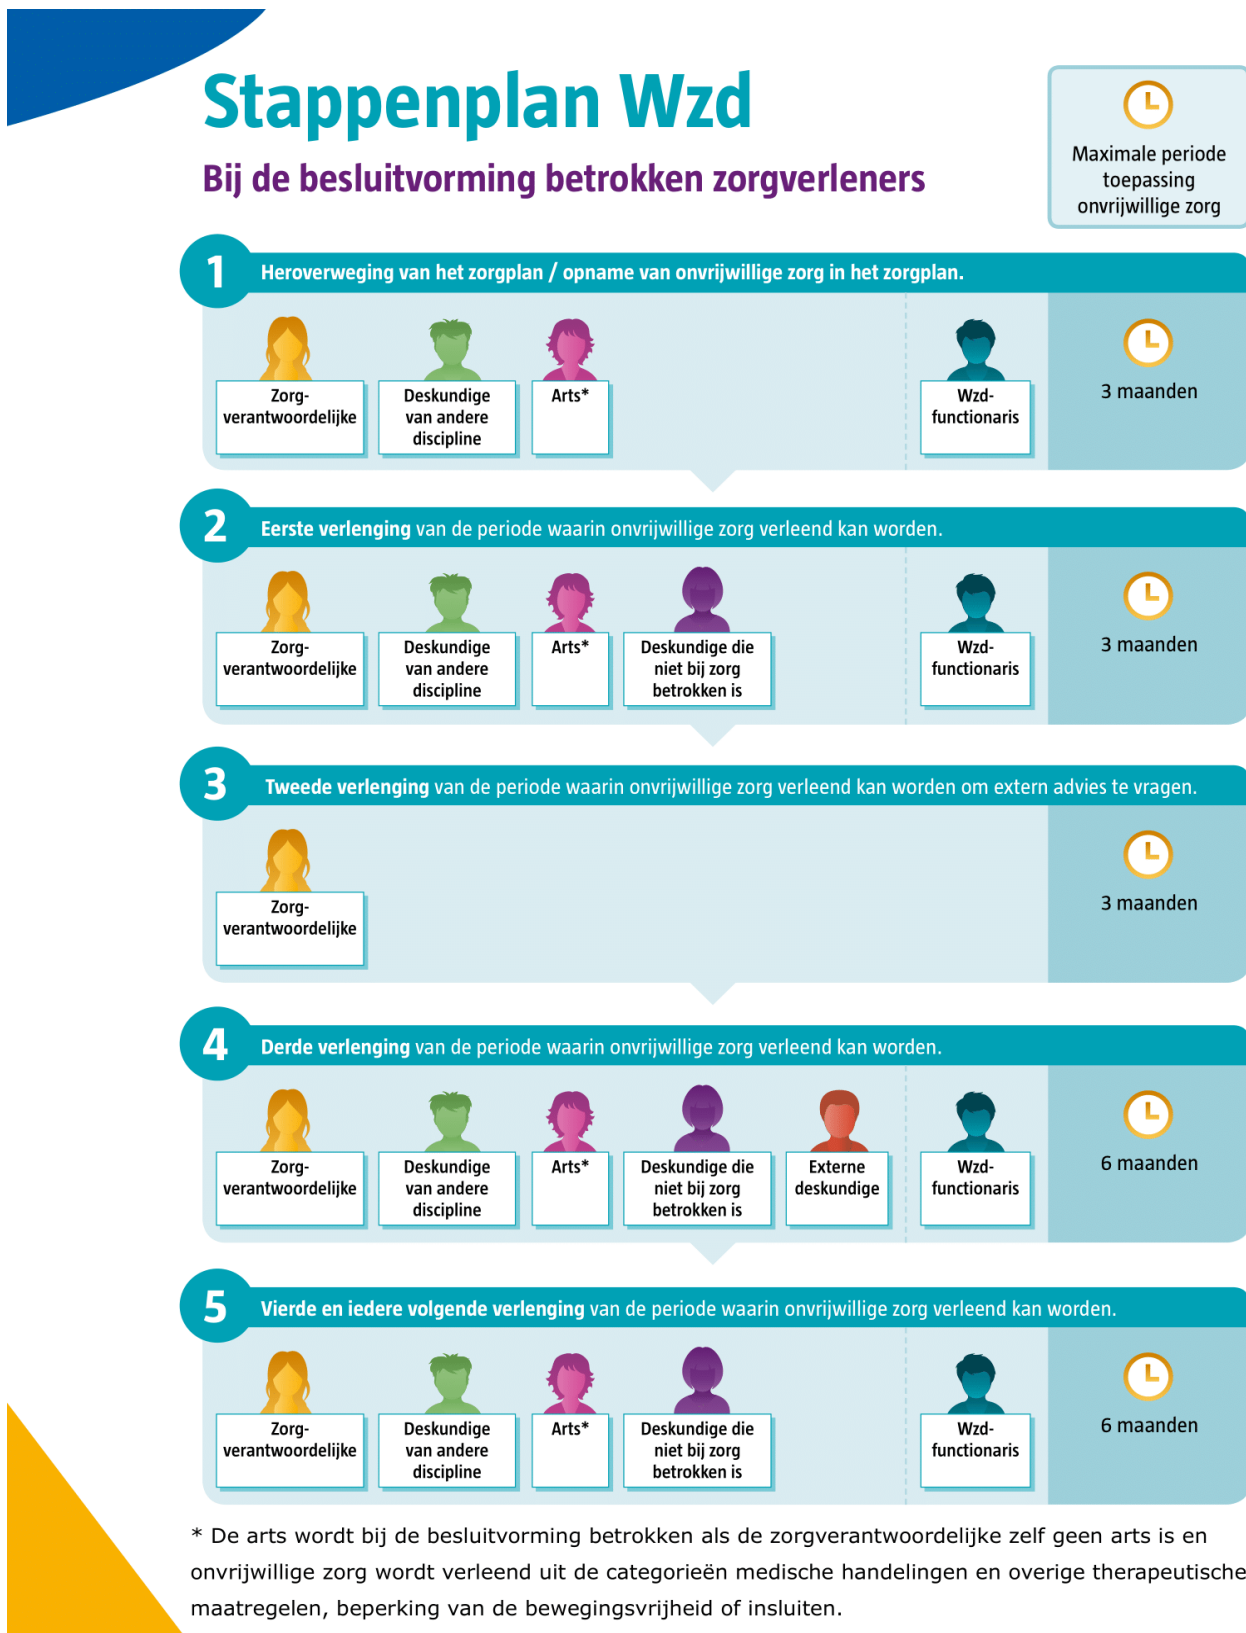 Stappenplan Wzd
Bij de besluitvorming betrokken zorgverleners
Maximale periode
toepassing
onvrijwillige zorg
1
Heroverweging van het zorgplan / opname van onvrijwillige zorg in het zorgplan.
Zorg-
verantwoordelijke
Deskundige
van andere
discipline
Arts*
Wzd-
functionaris
3 maanden
2
Eerste verlenging van de periode waarin onvrijwillige zorg verleend kan worden.
Zorg-
verantwoordelijke
Deskundige
van andere
discipline
Arts*
Deskundige die
niet bij zorg
betrokken is
Wzd-
functionaris
3 maanden
3
Tweede verlenging van de periode waarin onvrijwillige zorg verleend kan worden om extern advies te vragen.
Zorg-
verantwoordelijke
3 maanden
4
Derde verlenging van de periode waarin onvrijwillige zorg verleend kan worden.
Zorg-
verantwoordelijke
Deskundige
van andere
discipline
Arts*
Deskundige die
niet bij zorg
betrokken is
Externe
deskundige
Wzd-
functionaris
6 maanden
5
Vierde en iedere volgende verlenging van de periode waarin onvrijwillige zorg verleend kan worden.
Zorg-
verantwoordelijke
Deskundige
van andere
discipline
Arts*
Deskundige die
niet bij zorg
betrokken is
Wzd-
functionaris
6 maanden
* De arts wordt bij de besluitvorming betrokken als de zorgverantwoordelijke zelf geen arts is en
onvrijwillige zorg wordt verleend uit de categorieën medische handelingen en overige therapeutische
maatregelen, beperking van de bewegingsvrijheid of insluiten.